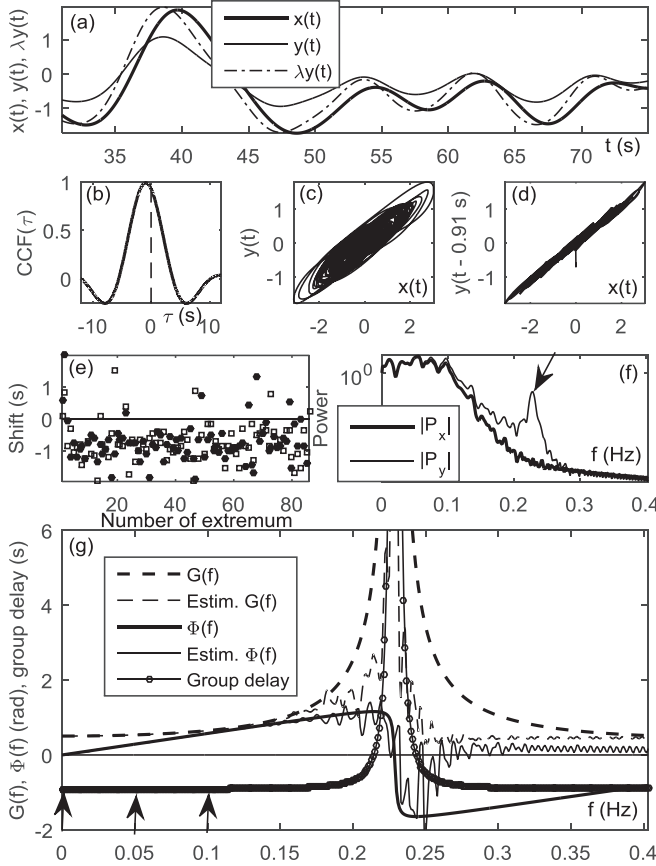 (a)
x(t), y(t), λy(t)
1
0
-1
x(t)
y(t)
λy(t)
35 40 45 50 55 60 65 70
t (s)
(b)
CCF(τ)
1
0.5
0
-10 0 10
τ (s)
(c)
y(t)
1
0
-1
x(t)
-2 0 2
(d)
y(t - 0.91 s)
1
0
-1
x(t)
-2 0 2
(e)
Shift (s)
1
0
-1
20 40 60 80
Number of extremum
(f)
Power
10⁰
|Pₓ|
|P_y|
f (Hz)
0 0.1 0.2 0.3 0.4
(g)
G(f), Φ(f) (rad), group delay (s)
6
4
2
0
-2
G(f)
Estim. G(f)
Φ(f)
Estim. Φ(f)
Group delay
f (Hz)
0 0.05 0.1 0.15 0.2 0.25 0.3 0.35 0.4